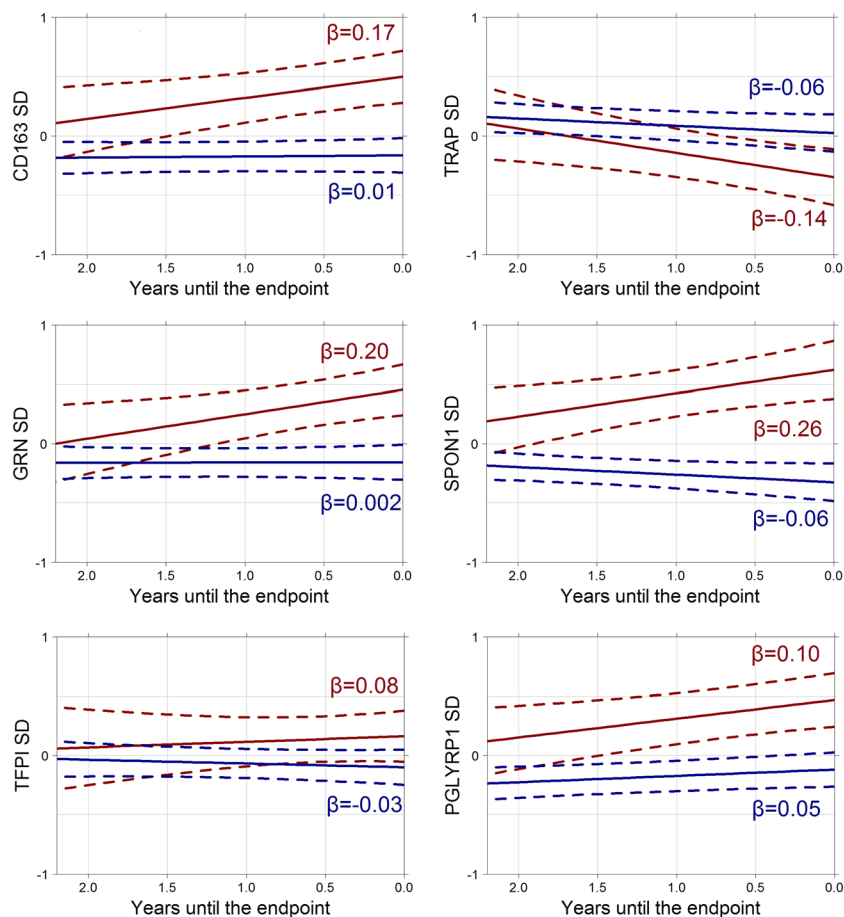 β=0.17
1
CD163 SD
0
β=0.01
-1
2.0 1.5 1.0 0.5 0.0
Years until the endpoint
1
β=-0.06
TRAP SD
0
β=-0.14
-1
2.0 1.5 1.0 0.5 0.0
Years until the endpoint
1
β=0.20
GRN SD
0
β=0.002
-1
2.0 1.5 1.0 0.5 0.0
Years until the endpoint
1
SPON1 SD
β=0.26
0
β=-0.06
-1
2.0 1.5 1.0 0.5 0.0
Years until the endpoint
1
β=0.08
TFPI SD
0
β=-0.03
-1
2.0 1.5 1.0 0.5 0.0
Years until the endpoint
1
β=0.10
PGLYRP1 SD
0
β=0.05
-1
2.0 1.5 1.0 0.5 0.0
Years until the endpoint